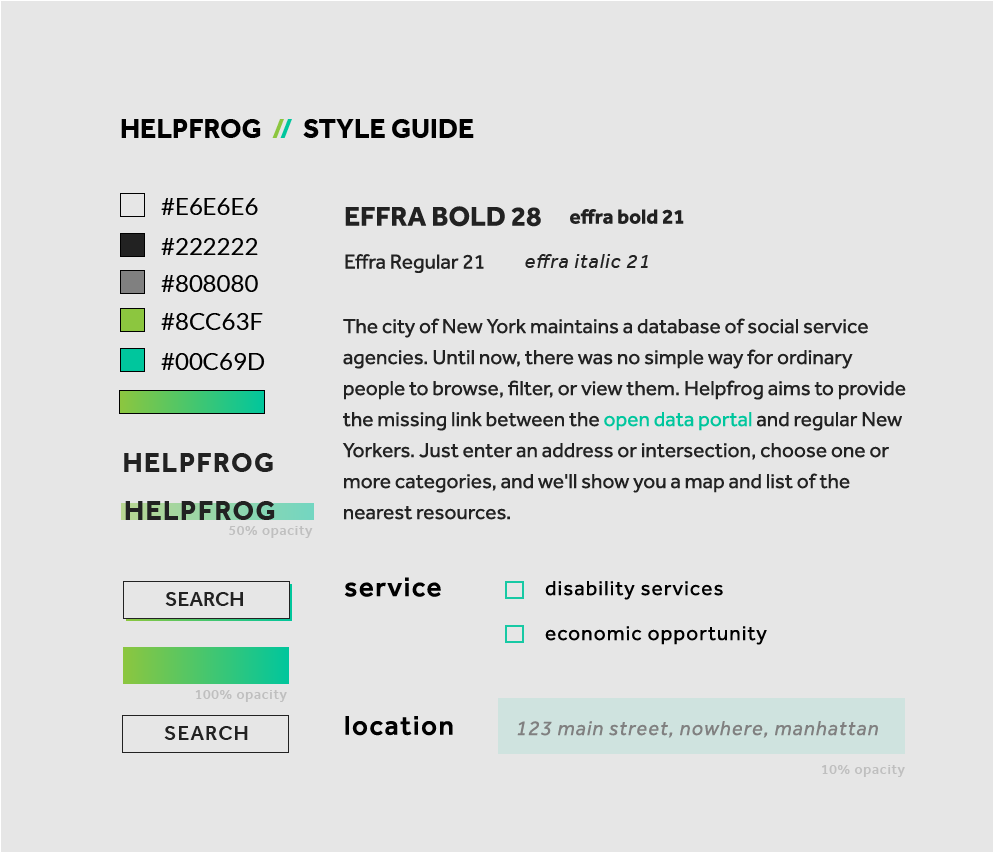 HELPFROG // STYLE GUIDE
#E6E6E6
#222222
#808080
#8CC63F
#00C69D
HELPFROG
HELPFROG
50% opacity
SEARCH
100% opacity
SEARCH
EFFRA BOLD 28 effra bold 21
Effra Regular 21 effra italic 21
The city of New York maintains a database of social service
agencies. Until now, there was no simple way for ordinary
people to browse, filter, or view them. Helpfrog aims to provide
the missing link between the open data portal and regular New
Yorkers. Just enter an address or intersection, choose one or
more categories, and we'll show you a map and list of the
nearest resources.
service
disability services
economic opportunity
location
123 main street, nowhere, manhattan
10% opacity